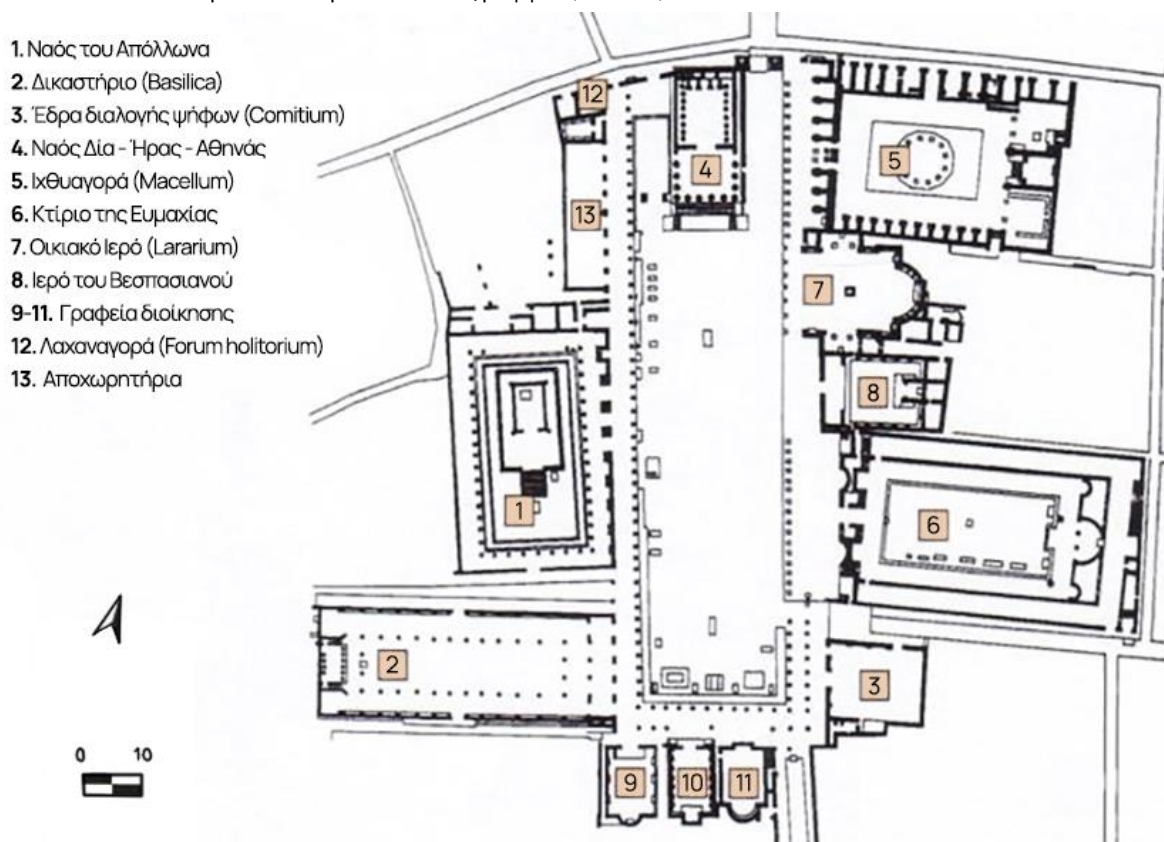 1. Ναός του Απόλλωνα
2. Δικαστήριο (Basilica)
3. Έδρα διαλογής ψήφων (Comitium)
4. Ναός Δία - Ήρας - Αθηνάς
5. Ιχθυαγορά (Macellum)
6. Κτίριο της Ευμαχίας
7. Οικιακό Ιερό (Lararium)
8. Ιερό του Βεσπασιανού
9-11. Γραφεία διοίκησης
12. Λαχαναγορά (Forum holitorium)
13. Αποχωρητήρια
12
4
5
13
7
8
1
6
2
3
0 10
9
10
11